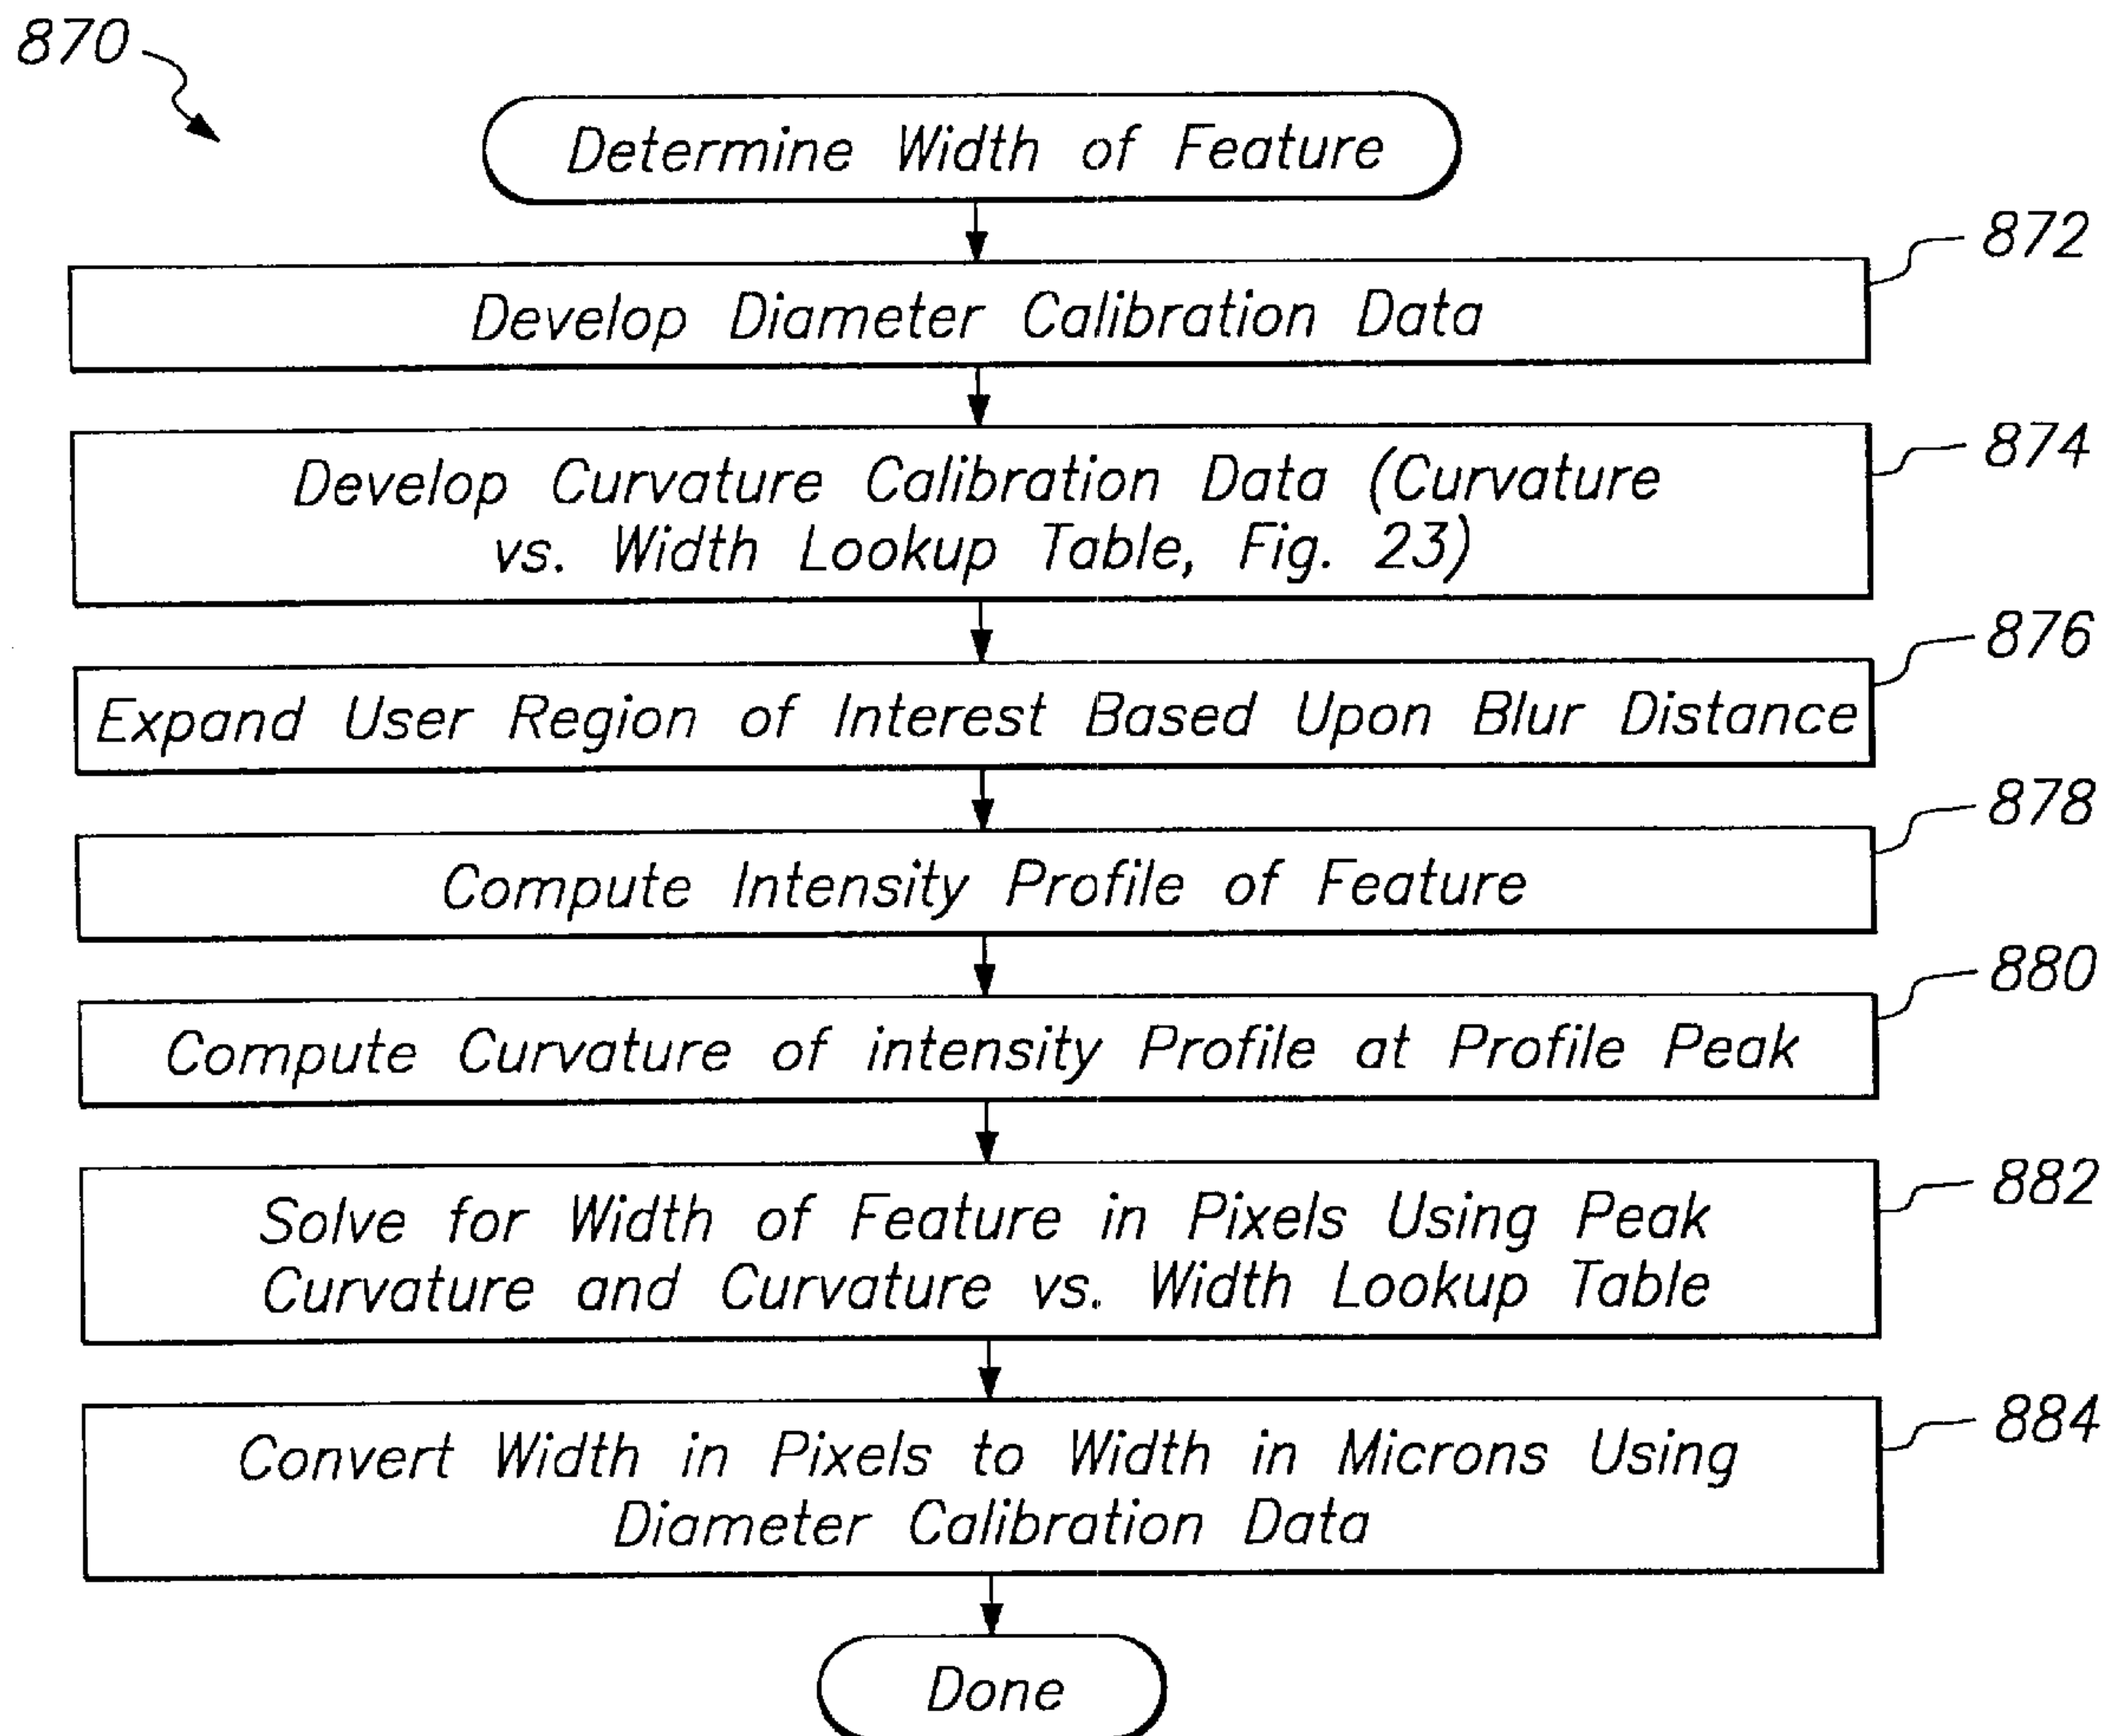 870
Determine Width of Feature
872
Develop Diameter Calibration Data
874
Develop Curvature Calibration Data (Curvature
vs. Width Lookup Table, Fig. 23)
876
Expand User Region of Interest Based Upon Blur Distance
878
Compute Intensity Profile of Feature
880
Compute Curvature of intensity Profile at Profile Peak
882
Solve for Width of Feature in Pixels Using Peak
Curvature and Curvature vs. Width Lookup Table
884
Convert Width in Pixels to Width in Microns Using
Diameter Calibration Data
Done